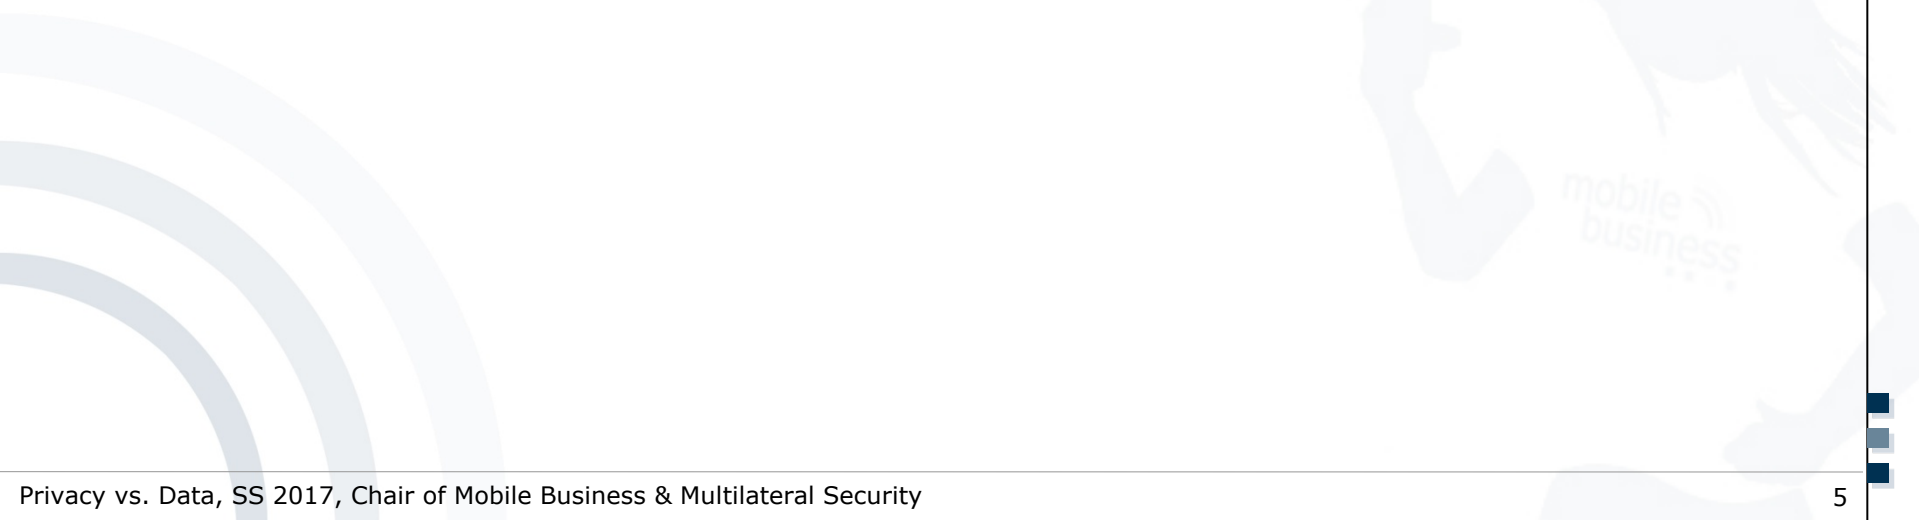 mobile
business
Privacy vs. Data, SS 2017, Chair of Mobile Business & Multilateral Security
5